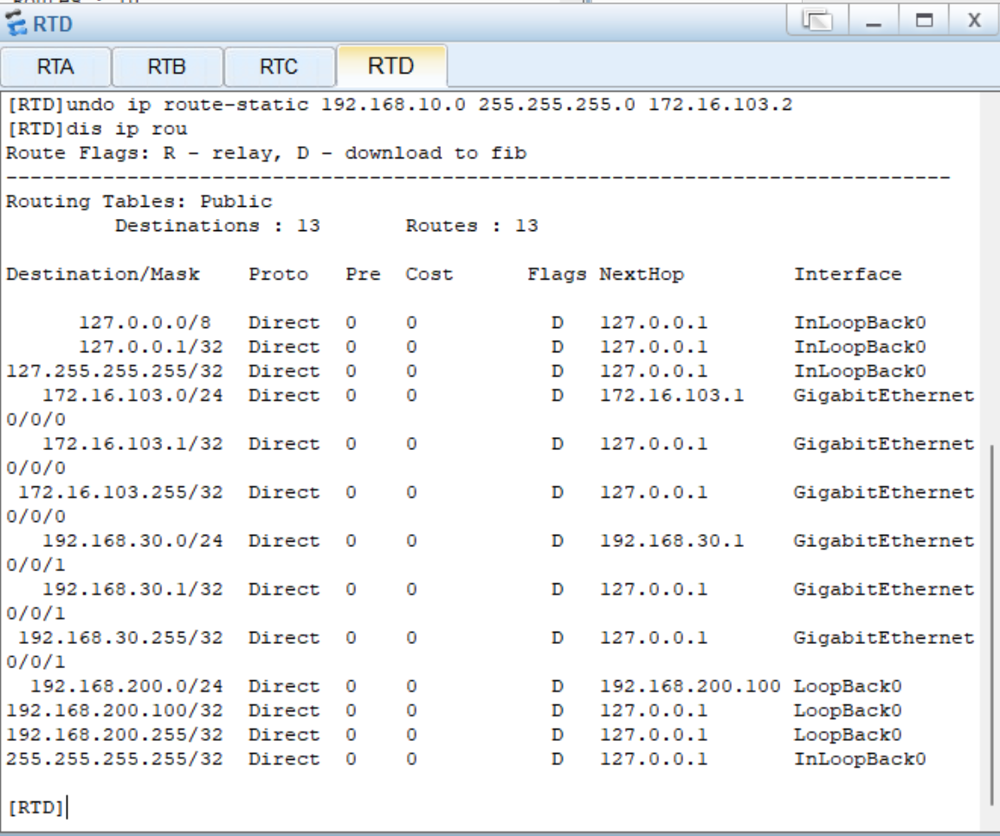 RTD
RTA RTB RTC RTD
[RTD]undo ip route-static 192.168.10.0 255.255.255.0 172.16.103.2
[RTD]dis ip rou
Route Flags: R - relay, D - download to fib
------------------------------------------------------------------------------
Routing Tables: Public
         Destinations : 13       Routes : 13

Destination/Mask    Proto   Pre  Cost      Flags NextHop         Interface

      127.0.0.0/8   Direct  0    0           D   127.0.0.1       InLoopBack0
      127.0.0.1/32  Direct  0    0           D   127.0.0.1       InLoopBack0
127.255.255.255/32  Direct  0    0           D   127.0.0.1       InLoopBack0
   172.16.103.0/24  Direct  0    0           D   172.16.103.1    GigabitEthernet
0/0/0
   172.16.103.1/32  Direct  0    0           D   127.0.0.1       GigabitEthernet
0/0/0
 172.16.103.255/32  Direct  0    0           D   127.0.0.1       GigabitEthernet
0/0/0
   192.168.30.0/24  Direct  0    0           D   192.168.30.1    GigabitEthernet
0/0/1
   192.168.30.1/32  Direct  0    0           D   127.0.0.1       GigabitEthernet
0/0/1
 192.168.30.255/32  Direct  0    0           D   127.0.0.1       GigabitEthernet
0/0/1
  192.168.200.0/24  Direct  0    0           D   192.168.200.100 LoopBack0
192.168.200.100/32  Direct  0    0           D   127.0.0.1       LoopBack0
192.168.200.255/32  Direct  0    0           D   127.0.0.1       LoopBack0
255.255.255.255/32  Direct  0    0           D   127.0.0.1       InLoopBack0

[RTD]